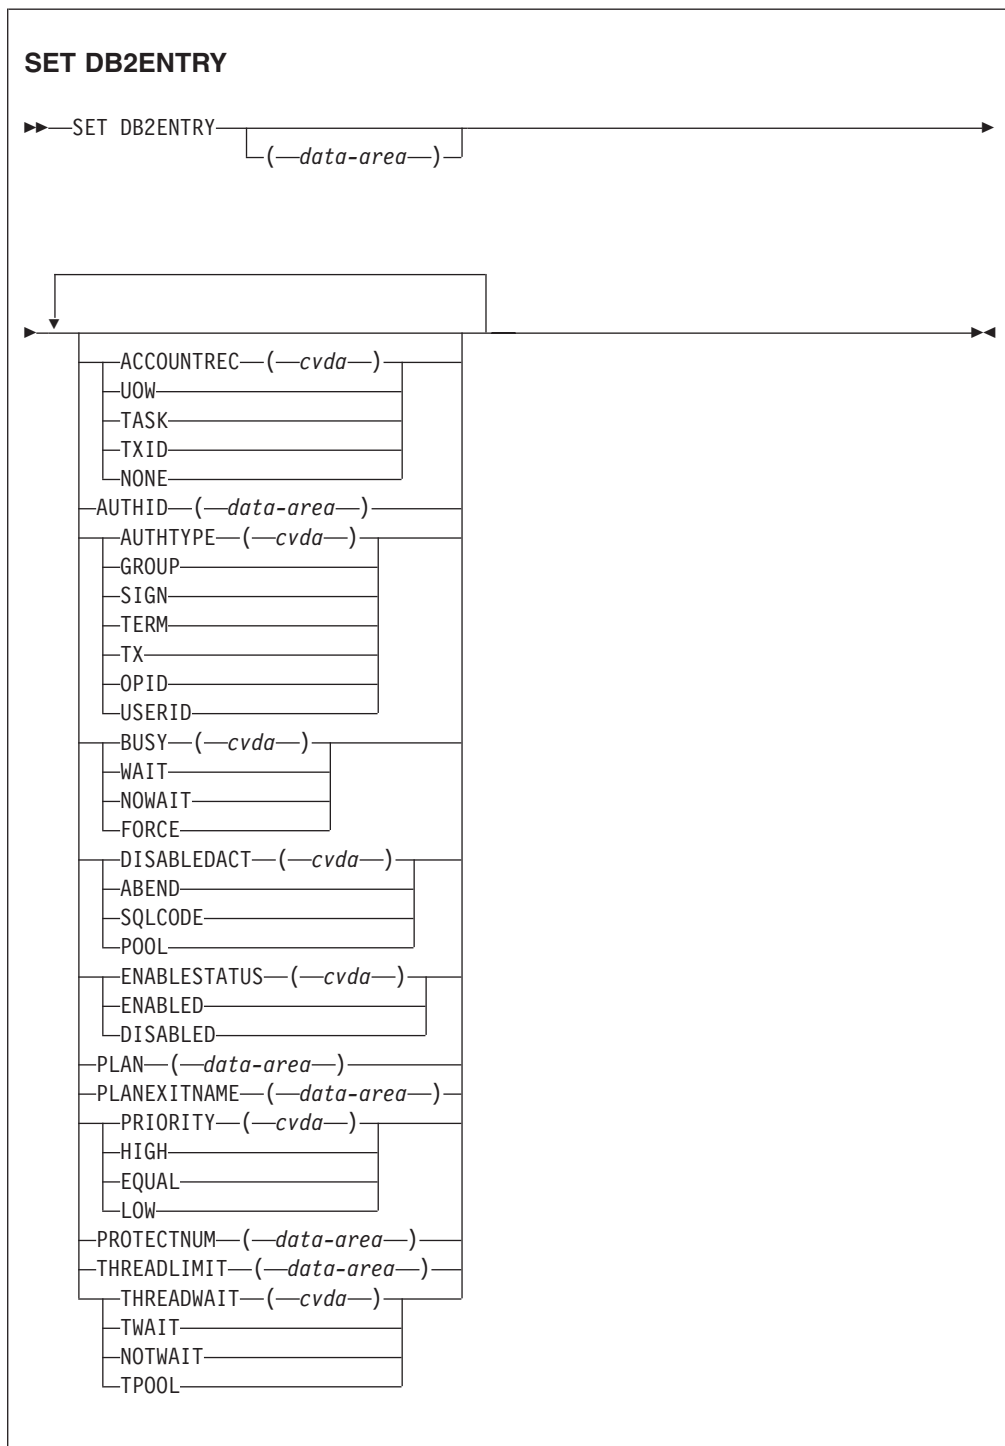 SET DB2ENTRY
SET DB2ENTRY
(data-area)
ACCOUNTREC(cvda)
UOW
TASK
TXID
NONE
AUTHID(data-area)
AUTHTYPE(cvda)
GROUP
SIGN
TERM
TX
OPID
USERID
BUSY(cvda)
WAIT
NOWAIT
FORCE
DISABLEDACT(cvda)
ABEND
SQLCODE
POOL
ENABLESTATUS(cvda)
ENABLED
DISABLED
PLAN(data-area)
PLANEXITNAME(data-area)
PRIORITY(cvda)
HIGH
EQUAL
LOW
PROTECTNUM(data-area)
THREADLIMIT(data-area)
THREADWAIT(cvda)
TWAIT
NOTWAIT
TPOOL